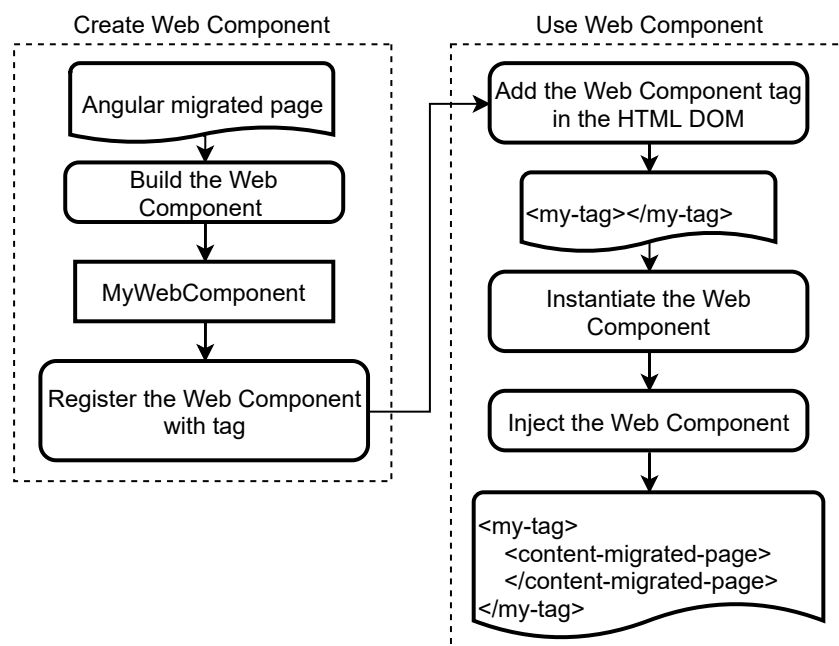 Create Web Component
Angular migrated page
Build the Web
Component
MyWebComponent
Register the Web Component
with tag
Use Web Component
Add the Web Component tag
in the HTML DOM
<my-tag></my-tag>
Instantiate the Web
Component
Inject the Web Component
<my-tag>
<content-migrated-page>
</content-migrated-page>
</my-tag>